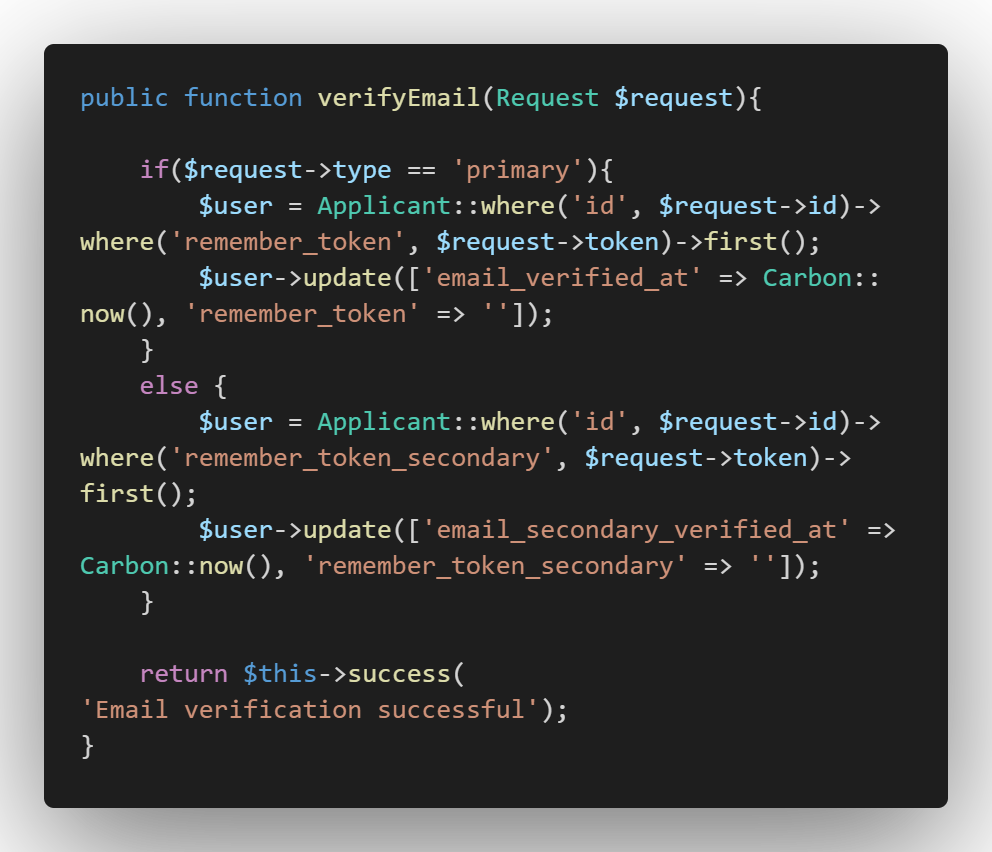 public function verifyEmail(Request $request){
    if($request->type == 'primary'){
        $user = Applicant::where('id', $request->id)->
where('remember_token', $request->token)->first();
        $user->update(['email_verified_at' => Carbon::
now(), 'remember_token' => '']);
    }
    else {
        $user = Applicant::where('id', $request->id)->
where('remember_token_secondary', $request->token)->
first();
        $user->update(['email_secondary_verified_at' =>
Carbon::now(), 'remember_token_secondary' => '']);
    }
    return $this->success(
'Email verification successful');
}